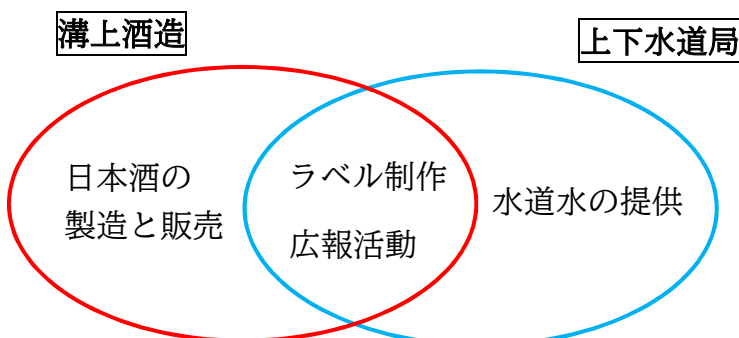 溝上酒造
上下水道局
日本酒の
製造と販売
ラベル制作
広報活動
水道水の提供